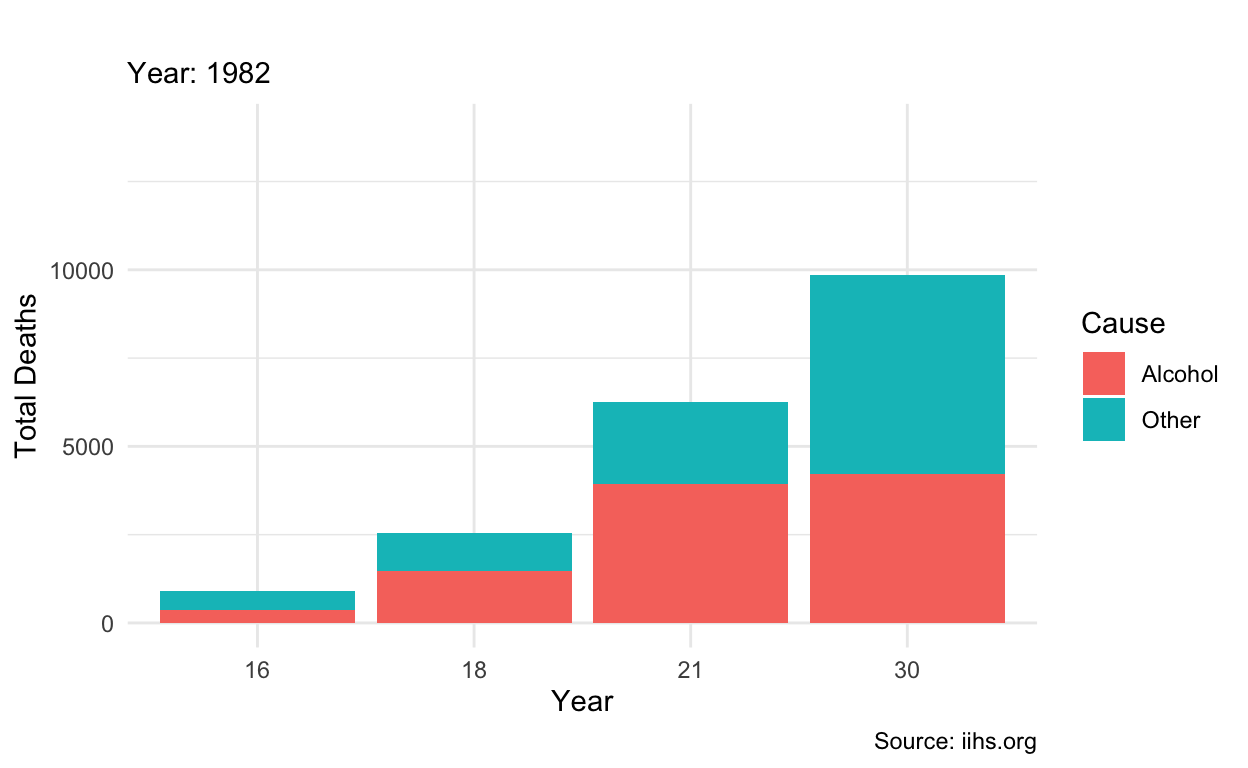 Year: 1982
10000
5000
0
Total Deaths
16 18 21 30
Year
Cause
Alcohol
Other
Source: iihs.org